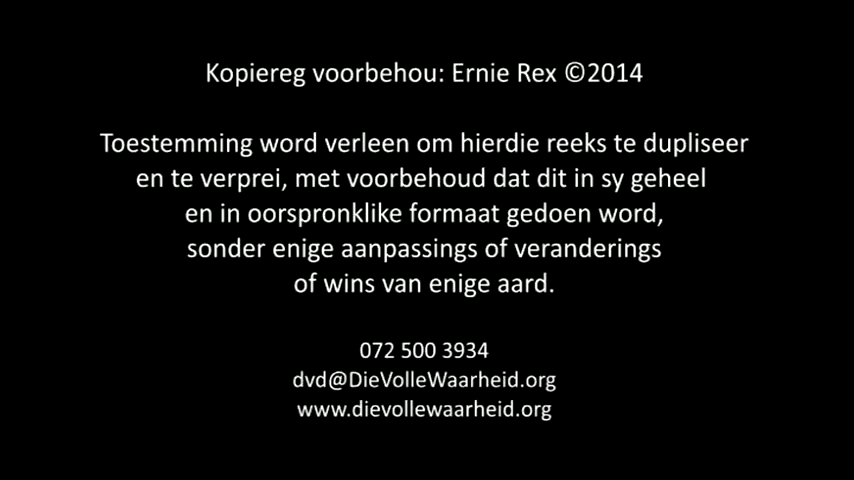 Kopiereg voorbehou: Ernie Rex ©2014
Toestemming word verleen om hierdie reeks te dupliseer
en te verprei, met voorbehoud dat dit in sy geheel
en in oorspronklike formaat gedoen word,
sonder enige aanpassings of veranderings
of wins van enige aard.
072 500 3934
dvd@DieVolleWaarheid.org
www.dievollewaarheid.org